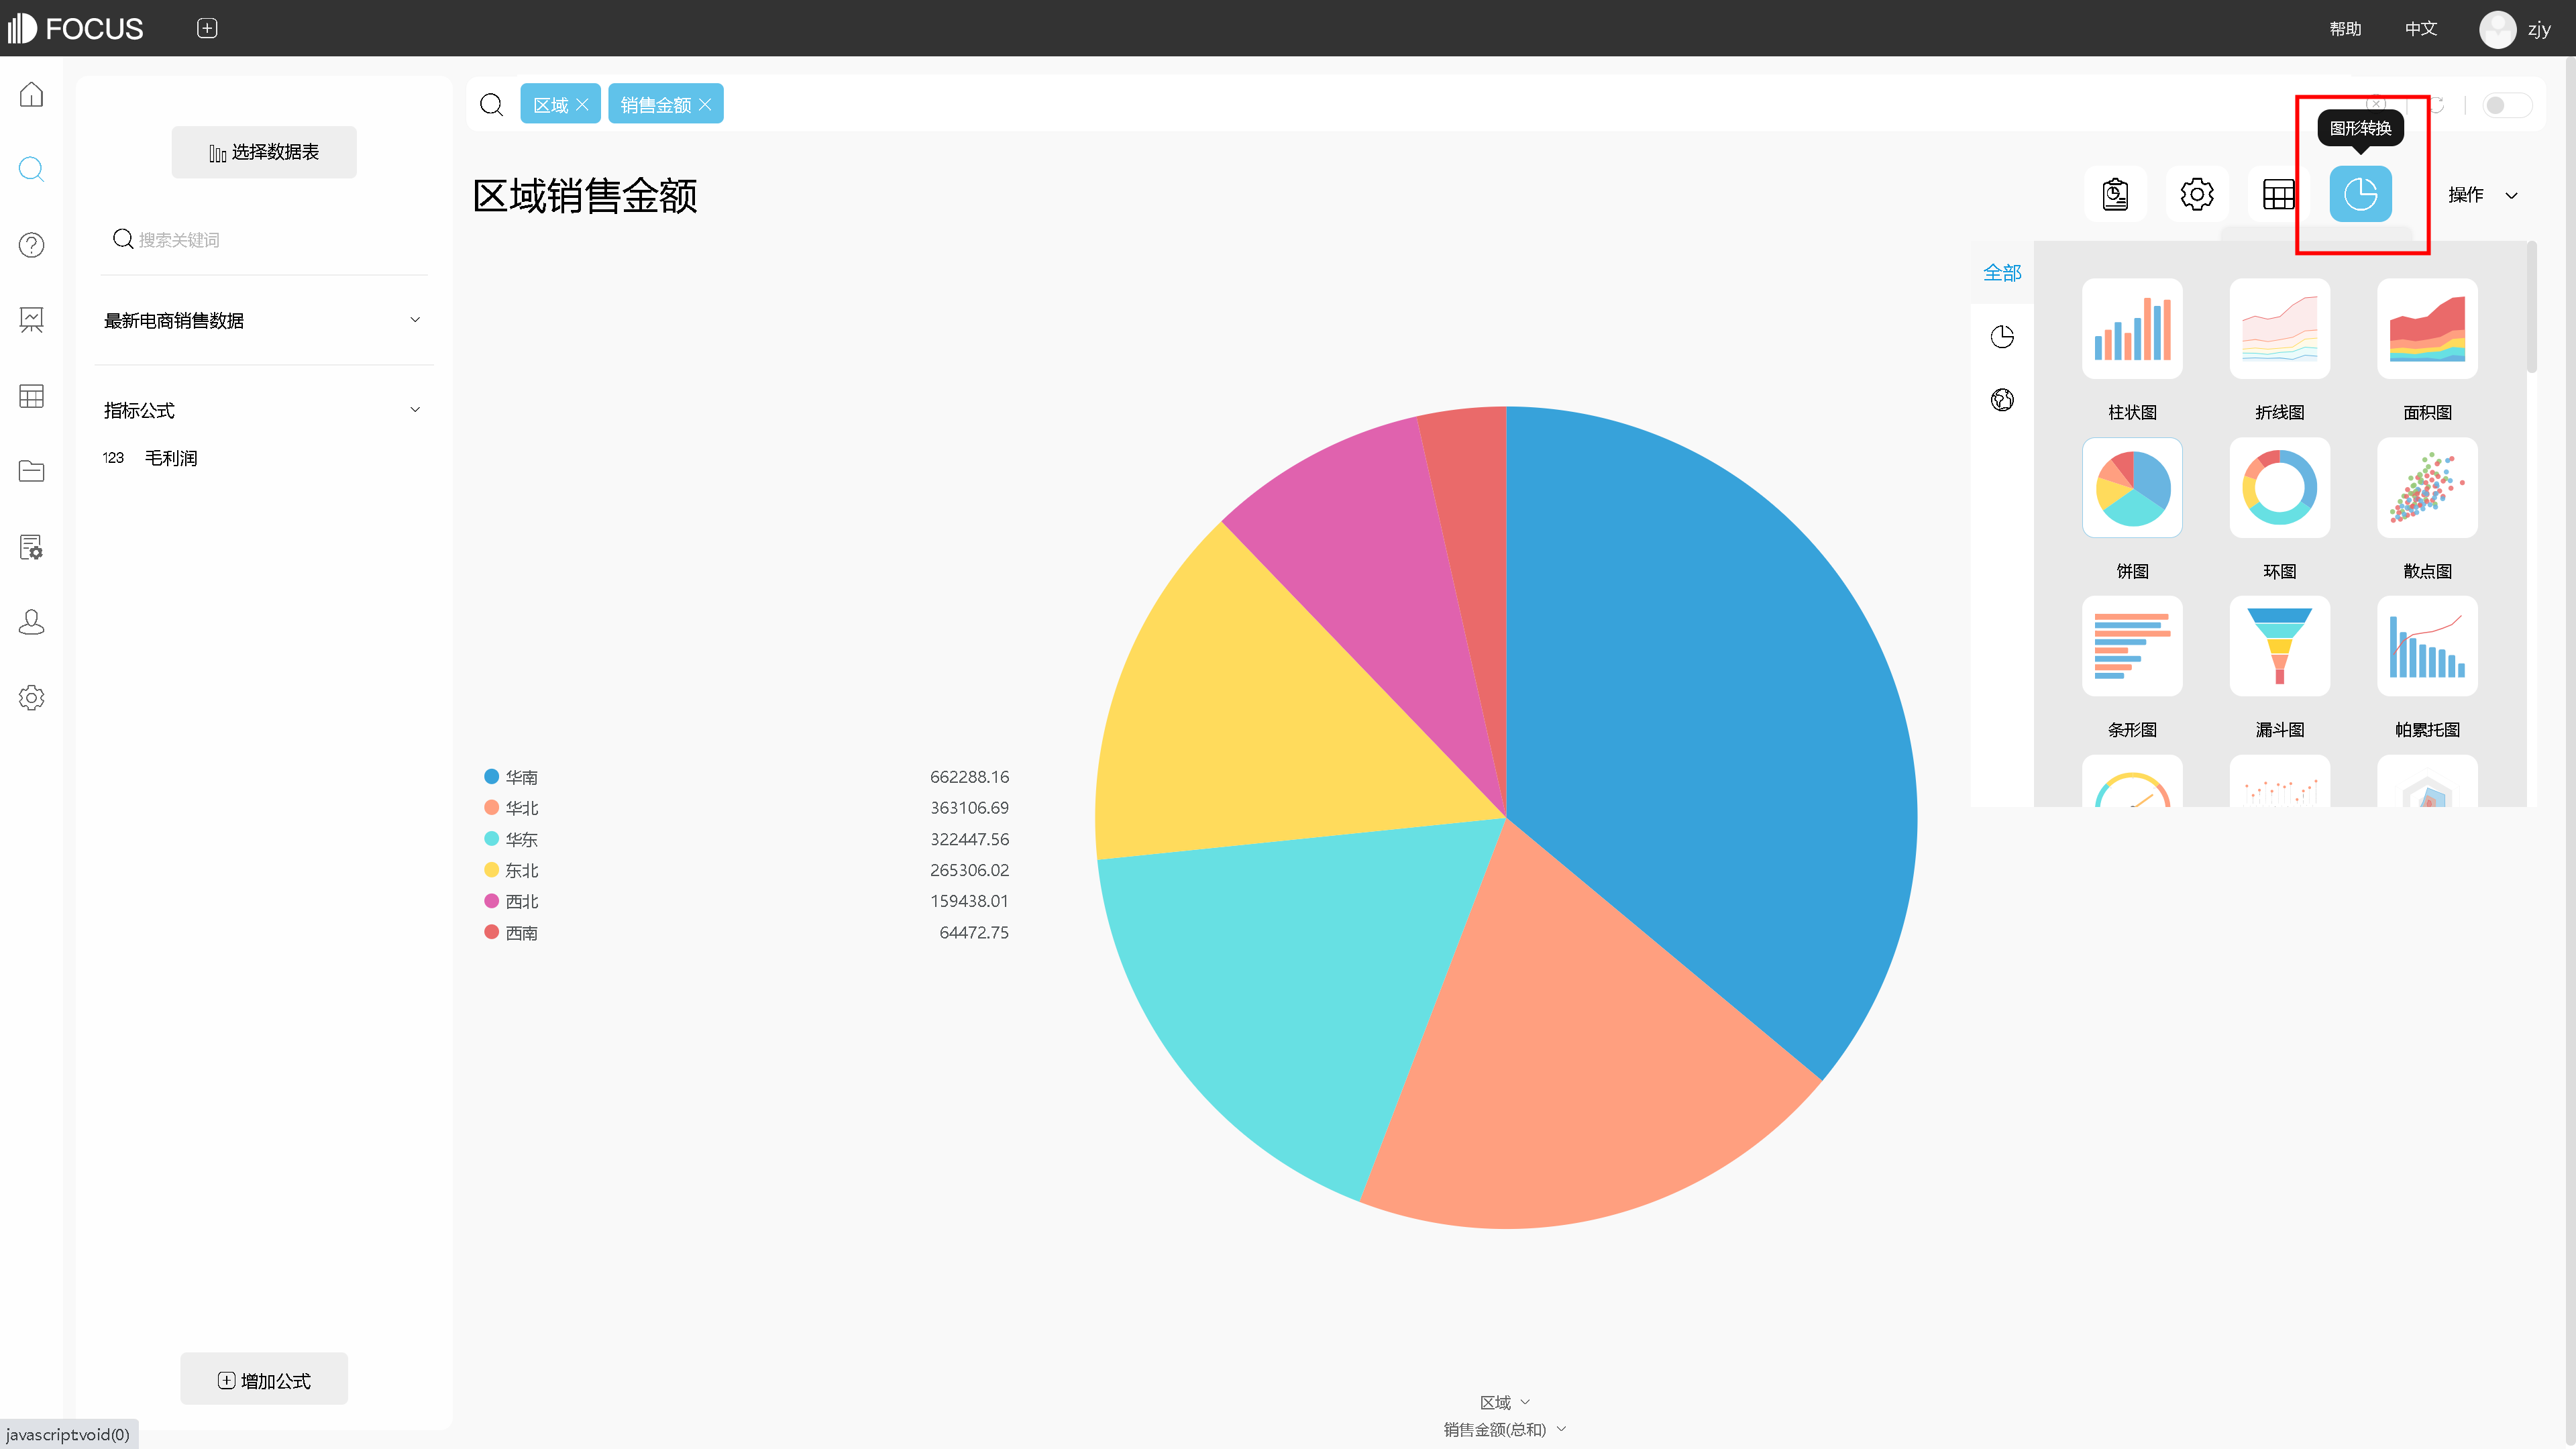 FOCUS
帮助 中文 zjy
区域 销售金额
图形转换
选择数据表
区域销售金额
操作
搜索关键词
全部
最新电商销售数据
指标公式
123 毛利润
柱状图 折线图 面积图
饼图 环图 散点图
条形图 漏斗图 帕累托图
华南 662288.16
华北 363106.69
华东 322447.56
东北 265306.02
西北 159438.01
西南 64472.75
增加公式
区域
销售金额(总和)
javascript:void(0)